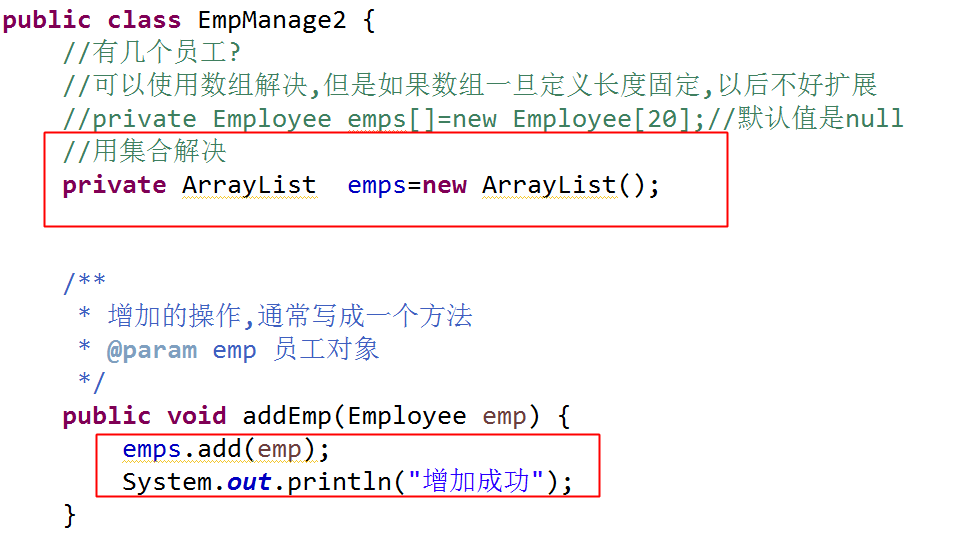 public class EmpManage2 {
//有几个员工?
//可以使用数组解决,但是如果数组一旦定义长度固定,以后不好扩展
//private Employee emps[]=new Employee[20];//默认值是null
//用集合解决
private ArrayList  emps=new ArrayList();
/**
* 增加的操作,通常写成一个方法
* @param emp 员工对象
*/
public void addEmp(Employee emp) {
emps.add(emp);
System.out.println("增加成功");
}